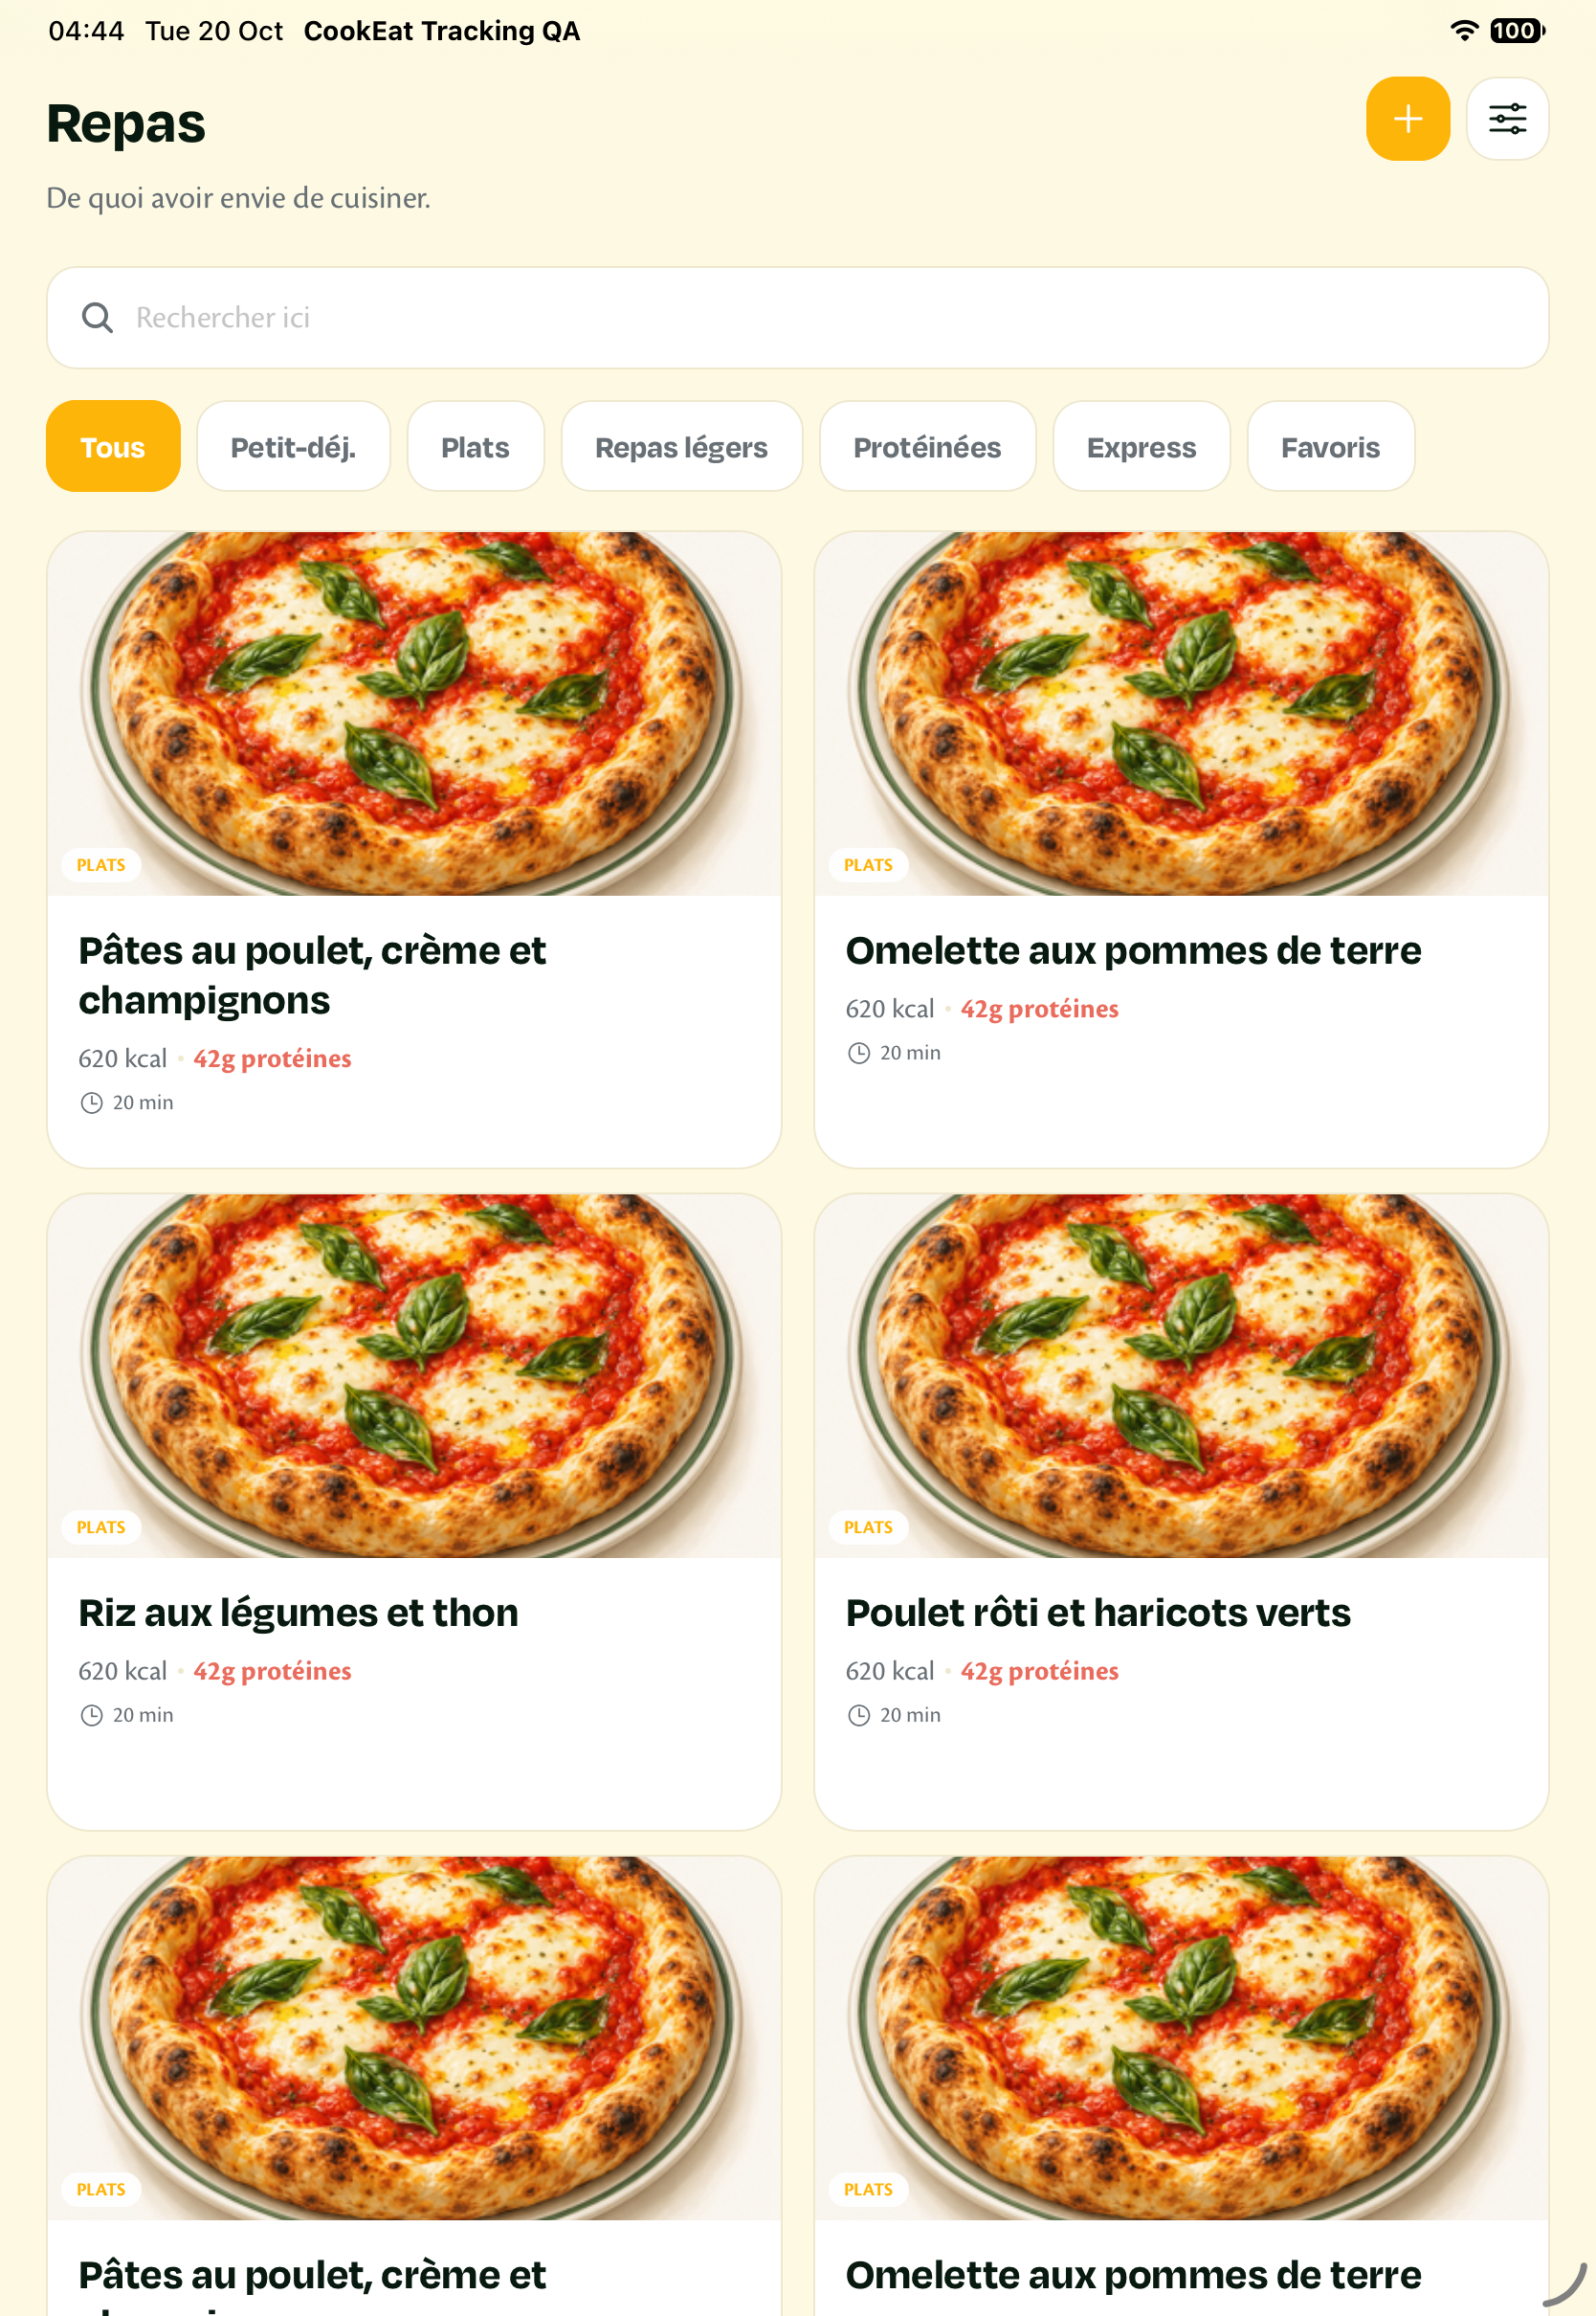 04:44 Tue 20 Oct CookEat Tracking QA
100
Repas
De quoi avoir envie de cuisiner.
Rechercher ici
Tous Petit-déj. Plats Repas légers Protéinées Express Favoris
PLATS
Pâtes au poulet, crème et
champignons
620 kcal • 42g protéines
20 min
PLATS
Omelette aux pommes de terre
620 kcal • 42g protéines
20 min
PLATS
Riz aux légumes et thon
620 kcal • 42g protéines
20 min
PLATS
Poulet rôti et haricots verts
620 kcal • 42g protéines
20 min
PLATS
Pâtes au poulet, crème et
PLATS
Omelette aux pommes de terre